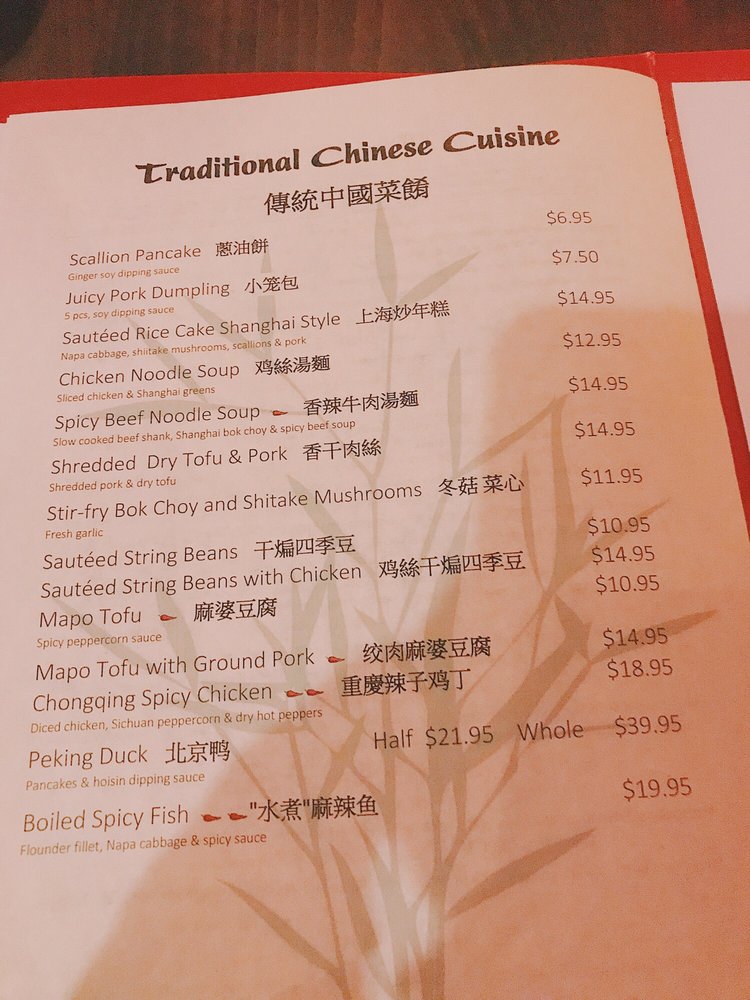 Traditional Chinese Cuisine
傳統中國菜餚
Scallion Pancake 蔥油餅 $6.95
Ginger soy dipping sauce
Juicy Pork Dumpling 小笼包 $7.50
5 pcs, soy dipping sauce
Sautéed Rice Cake Shanghai Style 上海炒年糕 $14.95
Napa cabbage, shiitake mushrooms, scallions & pork
Chicken Noodle Soup 鸡絲湯麵 $12.95
Sliced chicken & Shanghai greens
Spicy Beef Noodle Soup 香辣牛肉湯麵 $14.95
Slow cooked beef shank, Shanghai bok choy & spicy beef soup
Shredded Dry Tofu & Pork 香干肉絲 $14.95
Shredded pork & dry tofu
Stir-fry Bok Choy and Shitake Mushrooms 冬菇 菜心 $11.95
Fresh garlic
Sautéed String Beans 干煸四季豆 $10.95
Sautéed String Beans with Chicken 鸡絲干煸四季豆 $14.95
Mapo Tofu 麻婆豆腐 $10.95
Spicy peppercorn sauce
Mapo Tofu with Ground Pork 绞肉麻婆豆腐 $14.95
Chongqing Spicy Chicken 重慶辣子鸡丁 $18.95
Diced chicken, Sichuan peppercorn & dry hot peppers
Peking Duck 北京鸭 Half $21.95 Whole $39.95
Pancakes & hoisin dipping sauce
Boiled Spicy Fish "水煮"麻辣鱼 $19.95
Flounder fillet, Napa cabbage & spicy sauce